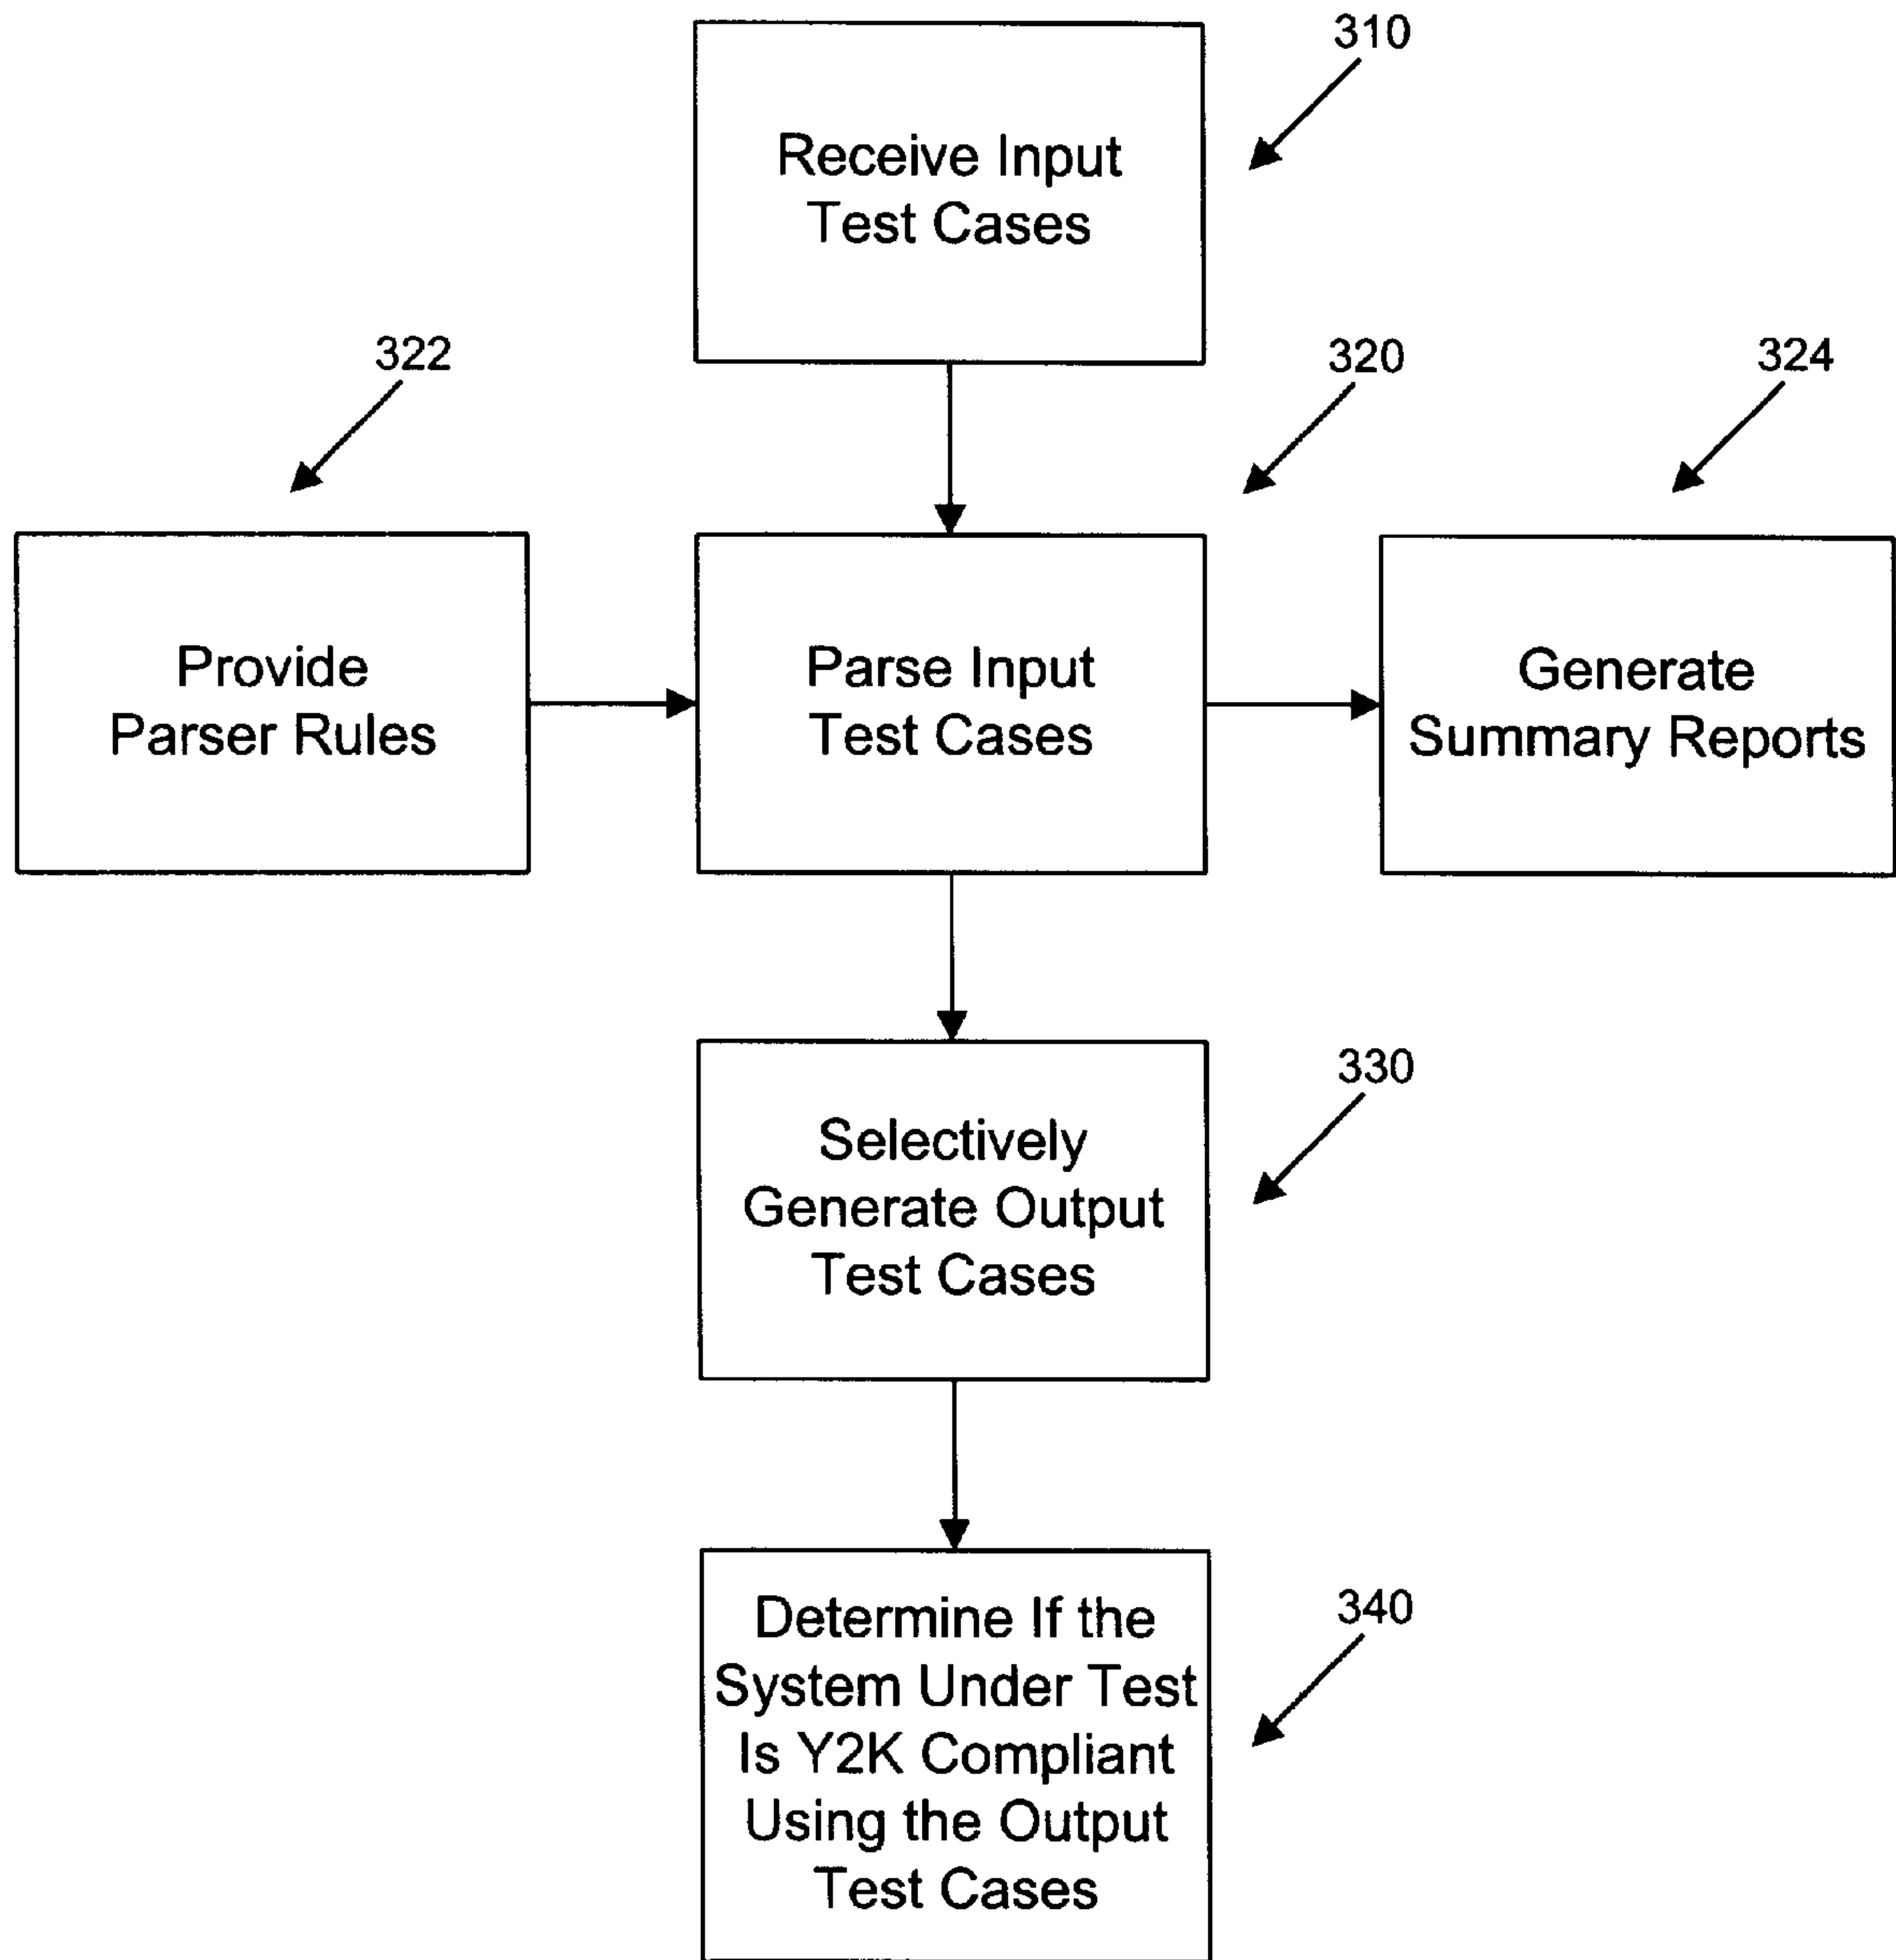 310
Receive Input
Test Cases
322
320
324
Provide
Parser Rules
Parse Input
Test Cases
Generate
Summary Reports
330
Selectively
Generate Output
Test Cases
340
Determine If the
System Under Test
Is Y2K Compliant
Using the Output
Test Cases